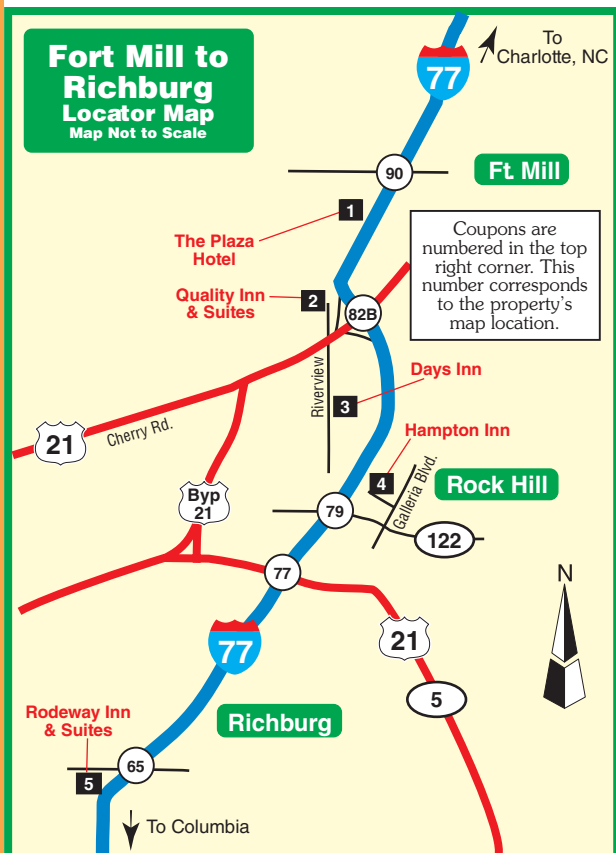 Fort Mill to
Richburg
Locator Map
Map Not to Scale
To
Charlotte, NC
77
90
Ft. Mill
1
The Plaza
Hotel
Coupons are
numbered in the top
right corner. This
number corresponds
to the property's
map location.
Quality Inn
& Suites
2
82B
Riverview
3
Days Inn
21
Cherry Rd.
Hampton Inn
4
Galleria Blvd.
Rock Hill
Byp
21
79
122
77
N
21
77
5
Rodeway Inn
& Suites
Richburg
65
5
To Columbia